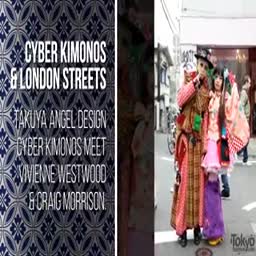 CYBER KIMONOS
& LONDON STREETS
TAKUYA ANGEL DESIGN
CYBER KIMONOS MEET
VIVIENNE WESTWOOD
& CRAIG MORRISON.
Tokyo